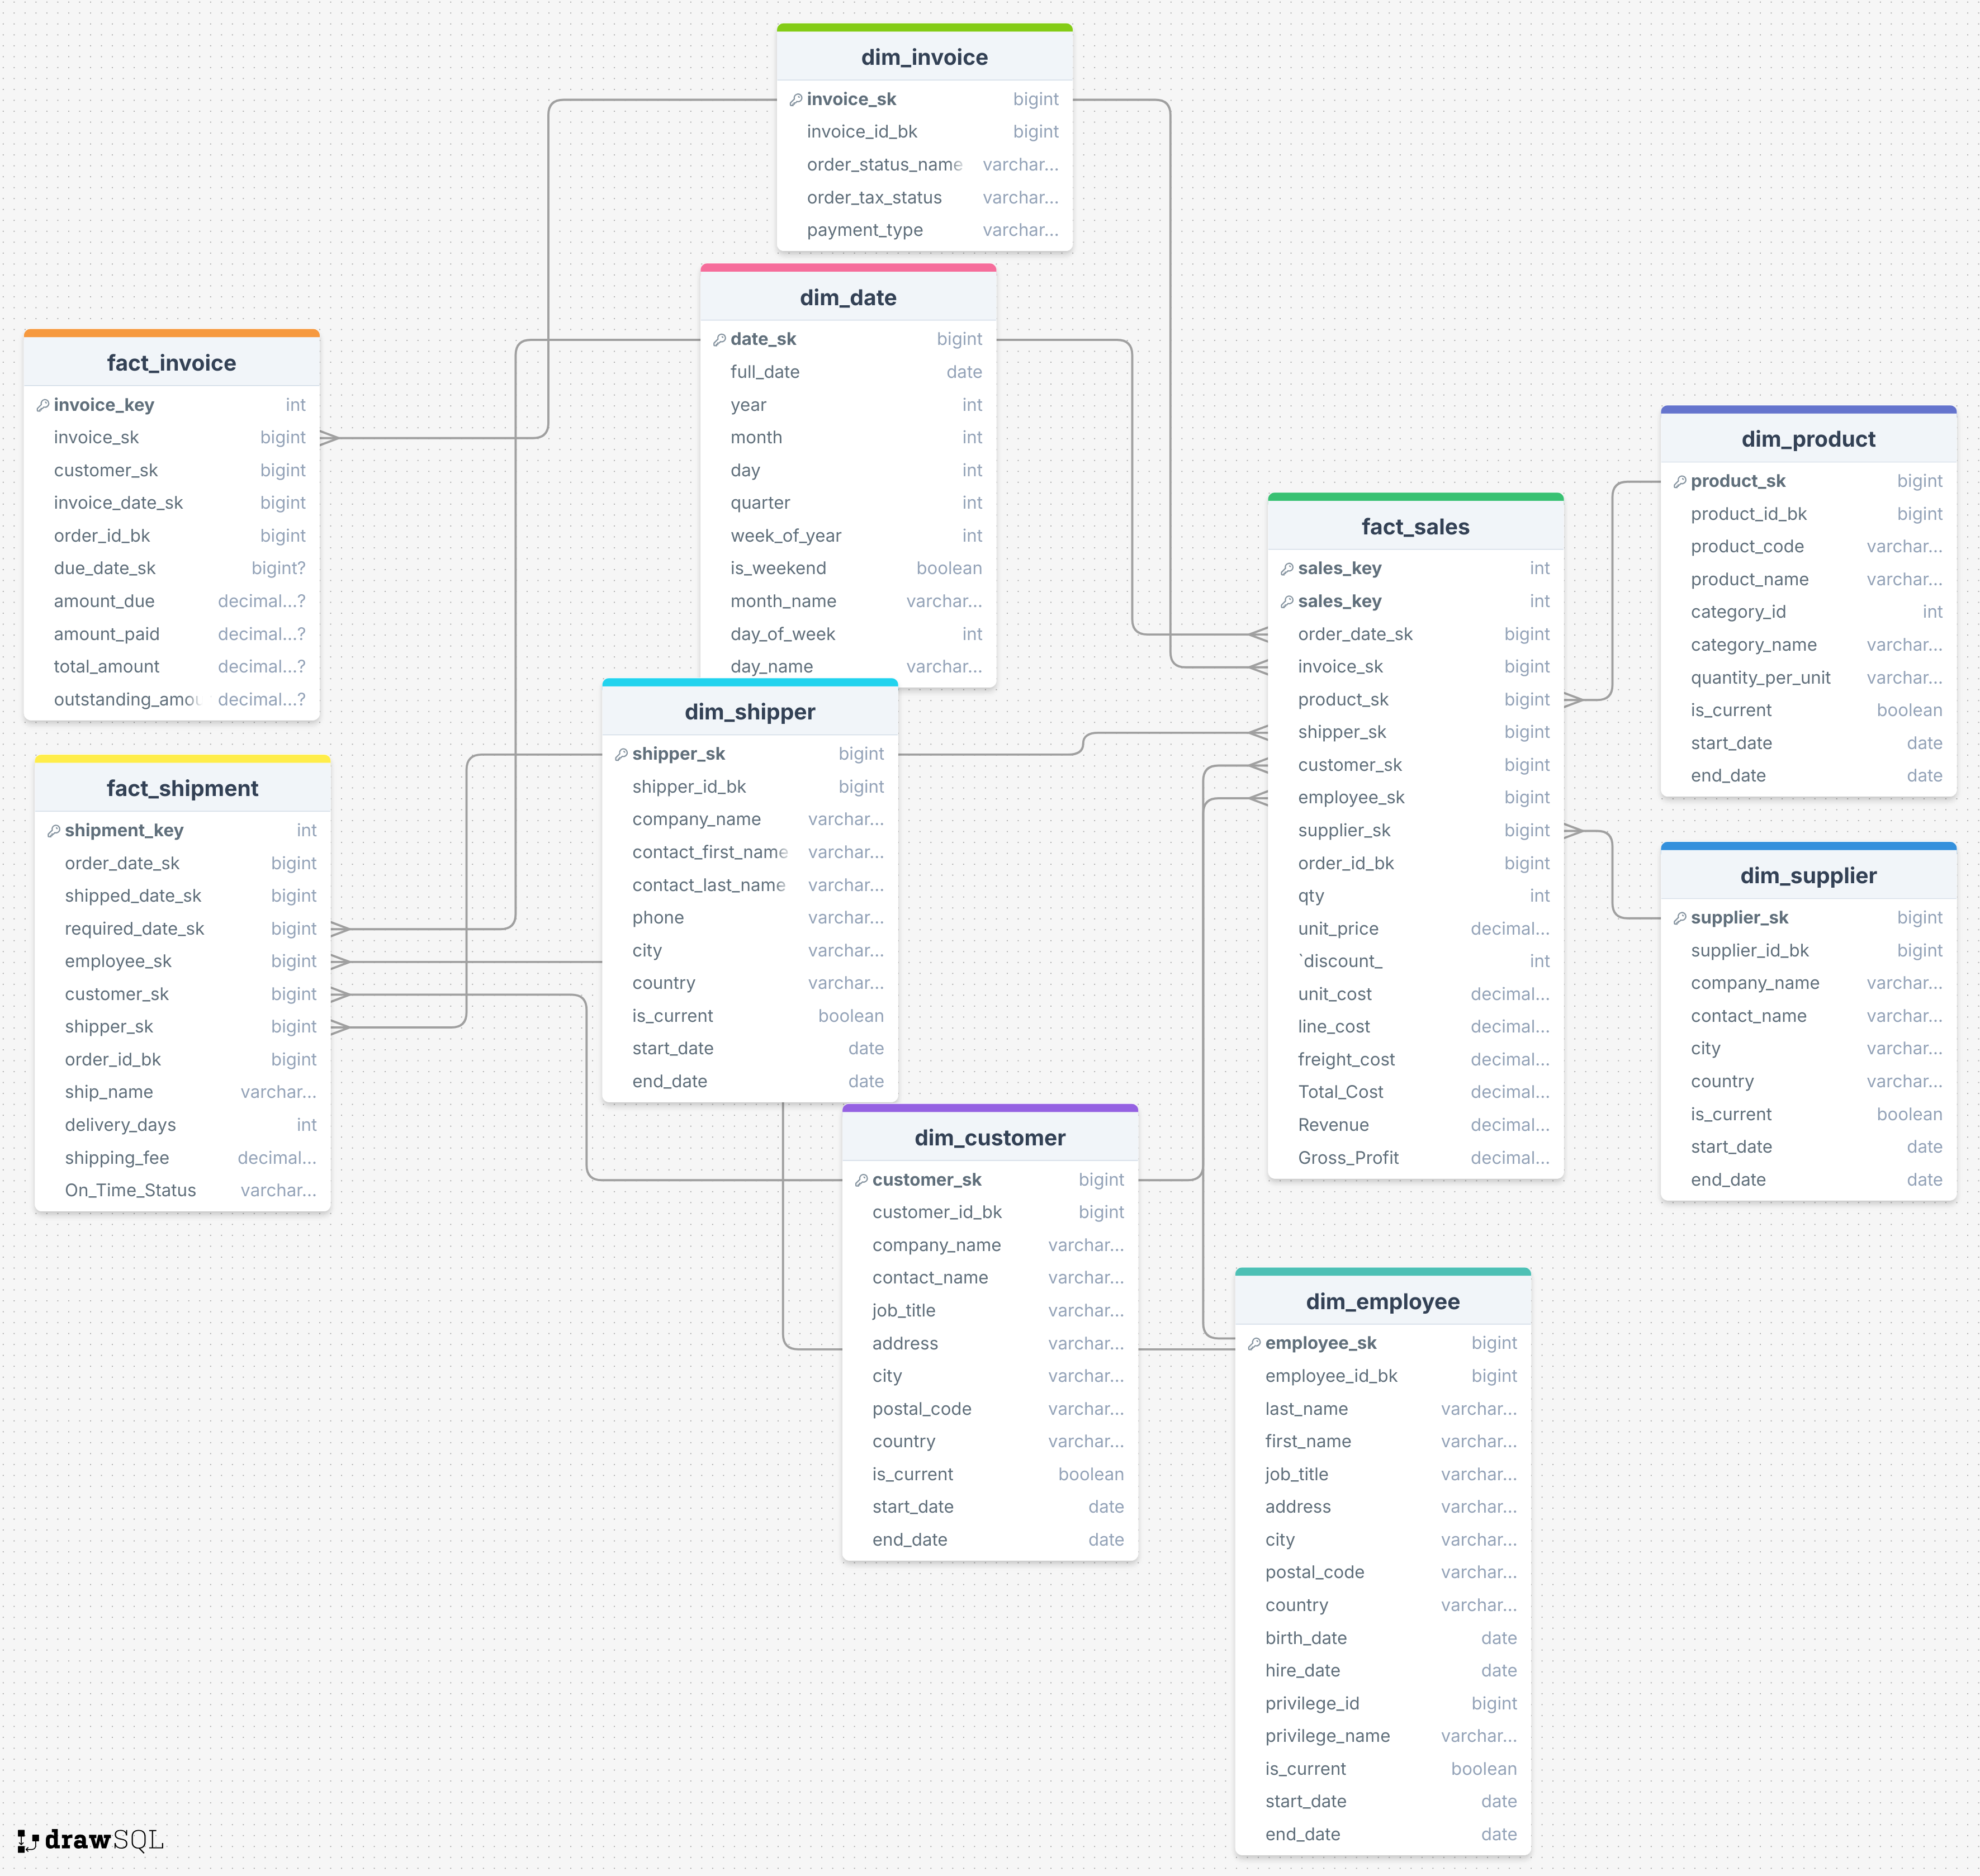 dim_invoice
invoice_sk bigint
invoice_id_bk bigint
order_status_name varchar...
order_tax_status varchar...
payment_type varchar...
dim_date
date_sk bigint
full_date date
year int
month int
day int
quarter int
week_of_year int
is_weekend boolean
month_name varchar...
day_of_week int
day_name varchar...
fact_invoice
invoice_key int
invoice_sk bigint
customer_sk bigint
invoice_date_sk bigint
order_id_bk bigint
due_date_sk bigint?
amount_due decimal...?
amount_paid decimal...?
total_amount decimal...?
outstanding_amou decimal...?
dim_product
product_sk bigint
product_id_bk bigint
product_code varchar...
product_name varchar...
category_id int
category_name varchar...
quantity_per_unit varchar...
is_current boolean
start_date date
end_date date
fact_sales
sales_key int
sales_key int
order_date_sk bigint
invoice_sk bigint
product_sk bigint
shipper_sk bigint
customer_sk bigint
employee_sk bigint
supplier_sk bigint
order_id_bk bigint
qty int
unit_price decimal...
`discount_ int
unit_cost decimal...
line_cost decimal...
freight_cost decimal...
Total_Cost decimal...
Revenue decimal...
Gross_Profit decimal...
dim_shipper
shipper_sk bigint
shipper_id_bk bigint
company_name varchar...
contact_first_name varchar...
contact_last_name varchar...
phone varchar...
city varchar...
country varchar...
is_current boolean
start_date date
end_date date
fact_shipment
shipment_key int
order_date_sk bigint
shipped_date_sk bigint
required_date_sk bigint
employee_sk bigint
customer_sk bigint
shipper_sk bigint
order_id_bk bigint
ship_name varchar...
delivery_days int
shipping_fee decimal...
On_Time_Status varchar...
dim_supplier
supplier_sk bigint
supplier_id_bk bigint
company_name varchar...
contact_name varchar...
city varchar...
country varchar...
is_current boolean
start_date date
end_date date
dim_customer
customer_sk bigint
customer_id_bk bigint
company_name varchar...
contact_name varchar...
job_title varchar...
address varchar...
city varchar...
postal_code varchar...
country varchar...
is_current boolean
start_date date
end_date date
dim_employee
employee_sk bigint
employee_id_bk bigint
last_name varchar...
first_name varchar...
job_title varchar...
address varchar...
city varchar...
postal_code varchar...
country varchar...
birth_date date
hire_date date
privilege_id bigint
privilege_name varchar...
is_current boolean
start_date date
end_date date
drawSQL